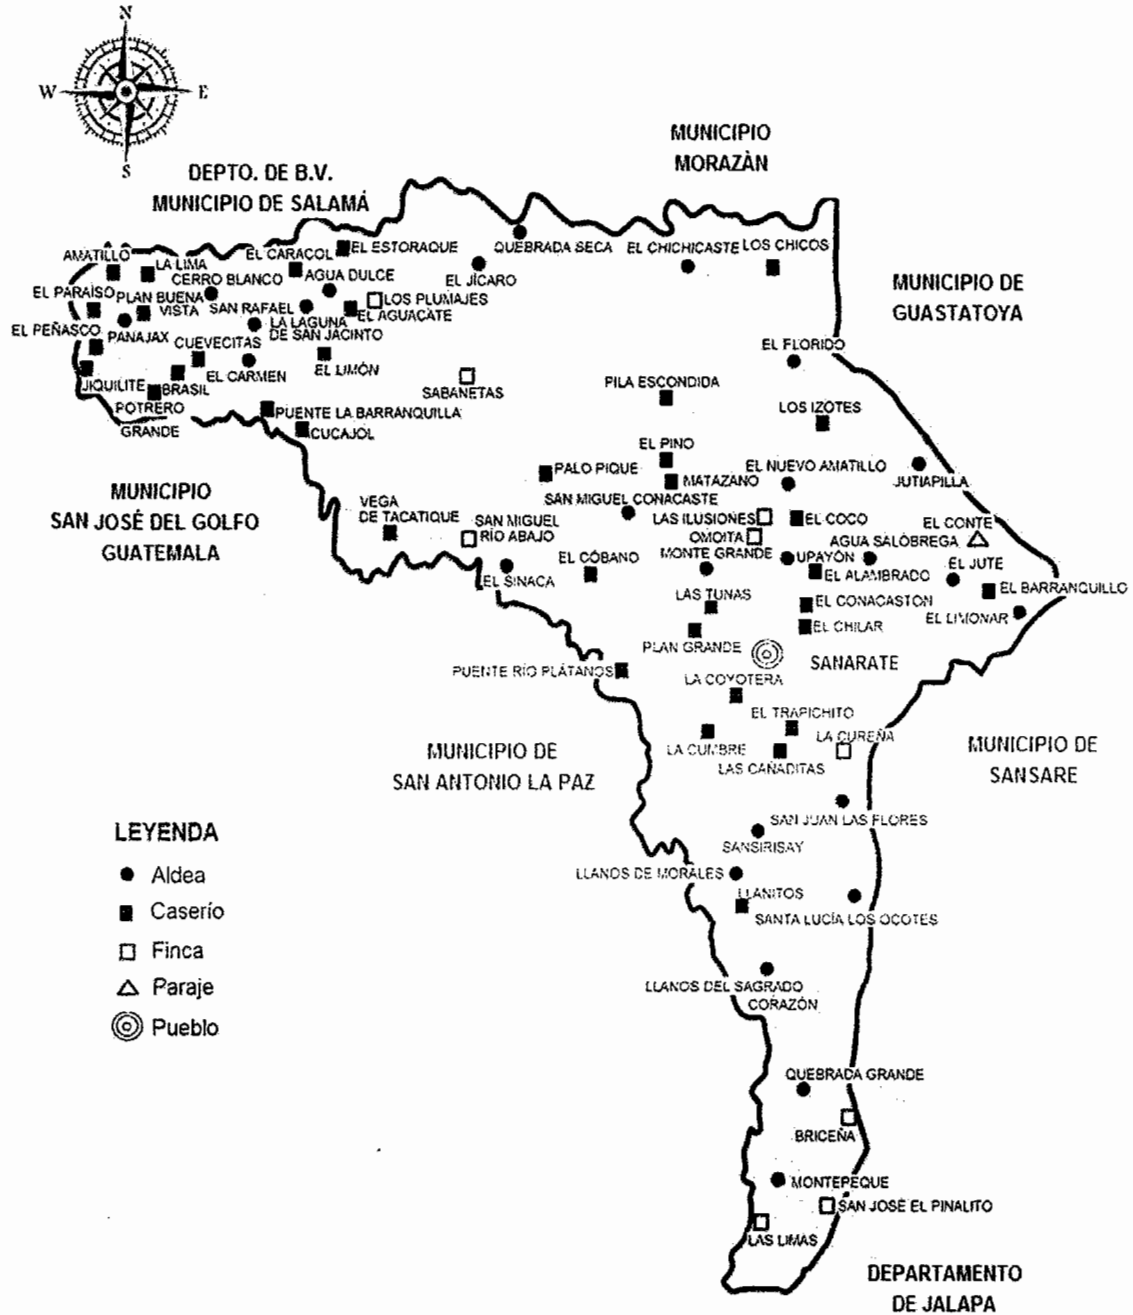 N
W
E
S
MUNICIPIO
MORAZÀN
DEPTO. DE B.V.
MUNICIPIO DE SALAMÁ
AMATILLO
LA LIMA
EL CARACOL
EL ESTORAQUE
QUEBRADA SECA
EL CHICHICASTE
LOS CHICOS
CERRO BLANCO
AGUA DULCE
EL JÍCARO
MUNICIPIO DE
GUASTATOYA
EL PARAÍSO
PLAN BUENA
VISTA
SAN RAFAEL
LOS PLUMAJES
EL AGUACATE
EL PEÑASCO
PANAJAX
LA LAGUNA
DE SAN JACINTO
CUEVECITAS
EL FLORIDO
JIQUILITE
BRASIL
EL CARMEN
EL LIMÓN
SABANETAS
PILA ESCONDIDA
POTRERO
GRANDE
PUENTE LA BARRANQUILLA
LOS IZOTES
CUCAJOL
EL PINO
PALO PIQUE
MATAZANO
EL NUEVO AMATILLO
JUTIAPILLA
MUNICIPIO
SAN JOSÉ DEL GOLFO
GUATEMALA
VEGA
DE TACATIQUE
SAN MIGUEL
RÍO ABAJO
SAN MIGUEL CONACASTE
LAS ILUSIONES
EL COCO
EL CONTE
OMOITA
AGUA SALÓBREGA
EL CÓBANO
MONTE GRANDE
UPAYÓN
EL JUTE
EL SINACA
EL ALAMBRADO
EL BARRANQUILLO
LAS TUNAS
EL CONACASTON
EL LIMONAR
EL CHILAR
PLAN GRANDE
SANARATE
PUENTE RÍO PLÁTANOS
LA COYOTERA
EL TRAPICHITO
LA CUREÑA
LA CUMBRE
LAS CAÑADITAS
MUNICIPIO DE
SAN ANTONIO LA PAZ
MUNICIPIO DE
SANSARE
SAN JUAN LAS FLORES
SANSIRISAY
LLANOS DE MORALES
LLANITOS
SANTA LUCÍA LOS OCOTES
LLANOS DEL SAGRADO
CORAZÓN
QUEBRADA GRANDE
BRICEÑA
MONTEPEQUE
SAN JOSÉ EL PINALITO
LAS LIMAS
DEPARTAMENTO
DE JALAPA
LEYENDA
Aldea
Caserío
Finca
Paraje
Pueblo